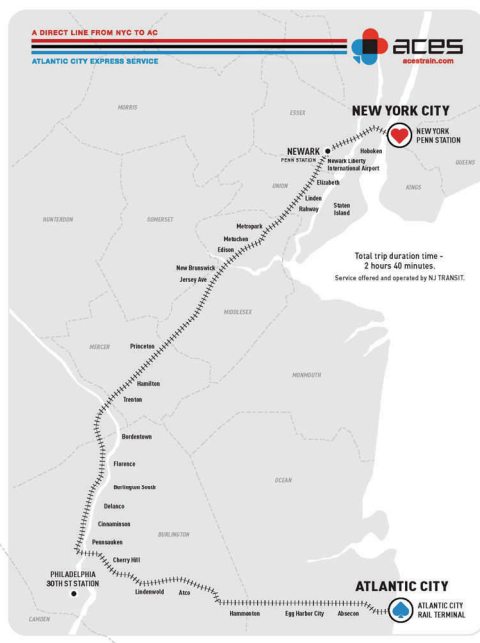 A DIRECT LINE FROM NYC TO AC
ATLANTIC CITY EXPRESS SERVICE
aces
acestrain.com
MORRIS
ESSEX
NEW YORK CITY
NEW YORK
PENN STATION
NEWARK
PENN STATION
Hoboken
Newark Liberty
International Airport
QUEENS
UNION
Elizabeth
KINGS
Linden
Rahway
Staten
Island
HUNTERDON
SOMERSET
Metropark
Metuchen
Edison
Total trip duration time -
2 hours 40 minutes.
Service offered and operated by NJ TRANSIT.
New Brunswick
Jersey Ave
MIDDLESEX
MERCER
Princeton
MONMOUTH
Hamilton
Trenton
Bordentown
Florence
OCEAN
Burlington South
Delanco
Cinnaminson
BURLINGTON
Pennsauken
Cherry Hill
PHILADELPHIA
30TH ST STATION
Lindenwold
Atco
ATLANTIC CITY
ATLANTIC CITY
RAIL TERMINAL
Hammonton
Egg Harbor City
Absecon
CAMDEN